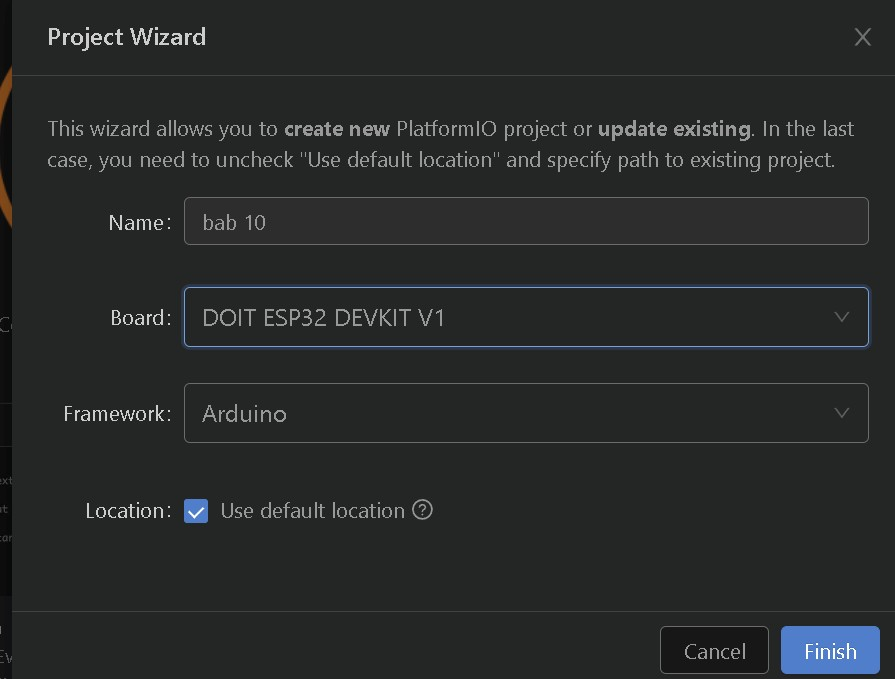 Project Wizard
This wizard allows you to create new PlatformIO project or update existing. In the last
case, you need to uncheck "Use default location" and specify path to existing project.
Name: bab 10
Board: DOIT ESP32 DEVKIT V1
Framework: Arduino
Location: Use default location ?
Cancel Finish